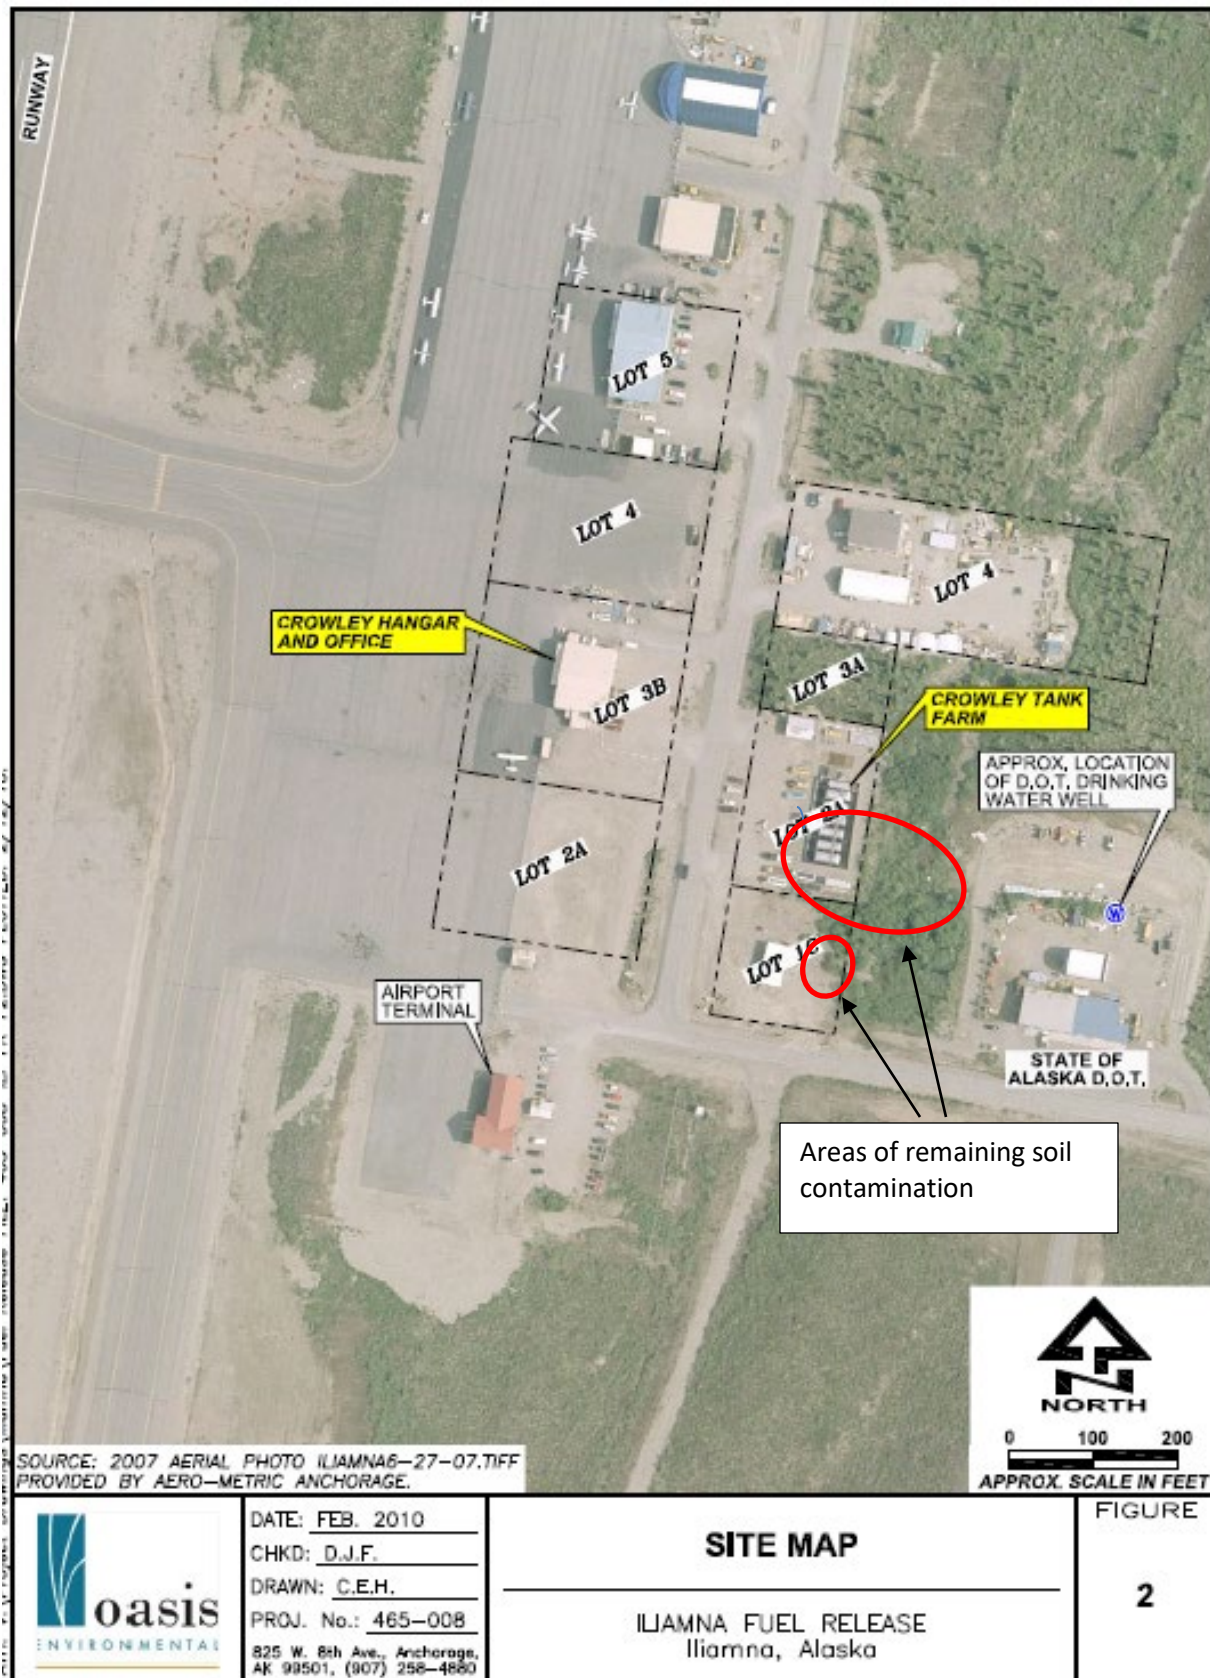 RUNWAY
LOT 5
LOT 4
LOT 4
CROWLEY HANGAR
AND OFFICE
LOT 3B
LOT 3A
CROWLEY TANK
FARM
APPROX. LOCATION
OF D.O.T. DRINKING
WATER WELL
LOT 2A
LOT 2A
W
LOT 1C
AIRPORT
TERMINAL
STATE OF
ALASKA D.O.T.
Areas of remaining soil
contamination
NORTH
0 100 200
APPROX. SCALE IN FEET
SOURCE: 2007 AERIAL PHOTO ILIAMNA6-27-07.TIFF
PROVIDED BY AERO-METRIC ANCHORAGE.
oasis
ENVIRONMENTAL
DATE: FEB. 2010
CHKD: D.J.F.
DRAWN: C.E.H.
PROJ. No.: 465-008
825 W. 8th Ave., Anchorage,
AK 99501, (907) 258-4880
SITE MAP
ILIAMNA FUEL RELEASE
Iliamna, Alaska
FIGURE
2